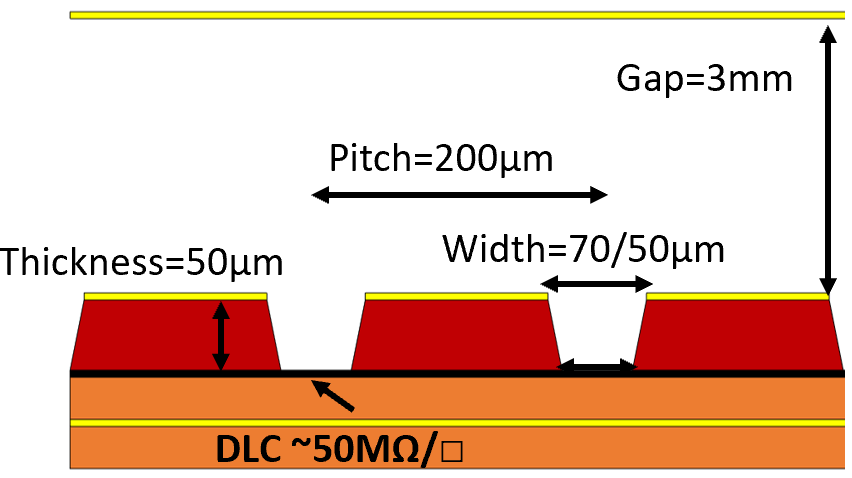 Gap=3mm
Pitch=200μm
Width=70/50μm
Thickness=50μm
DLC ~50MΩ/□